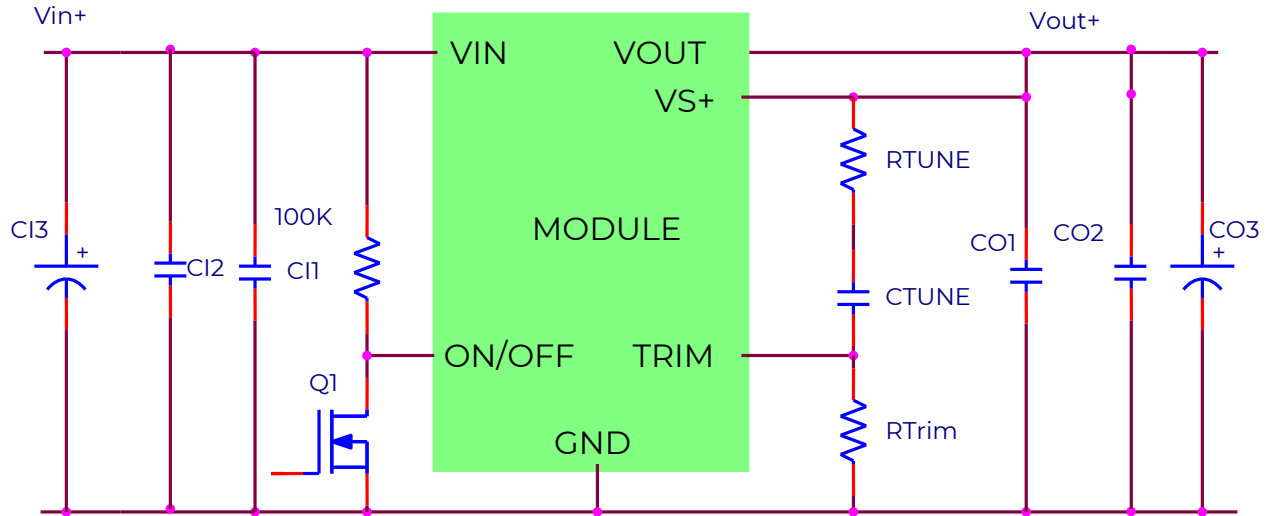 Vin+
Vout+
VIN
VOUT
VS+
RTUNE
100K
MODULE
CI3
+
CI2
CI1
CO1
CO2
CO3
+
CTUNE
ON/OFF
TRIM
Q1
RTrim
GND